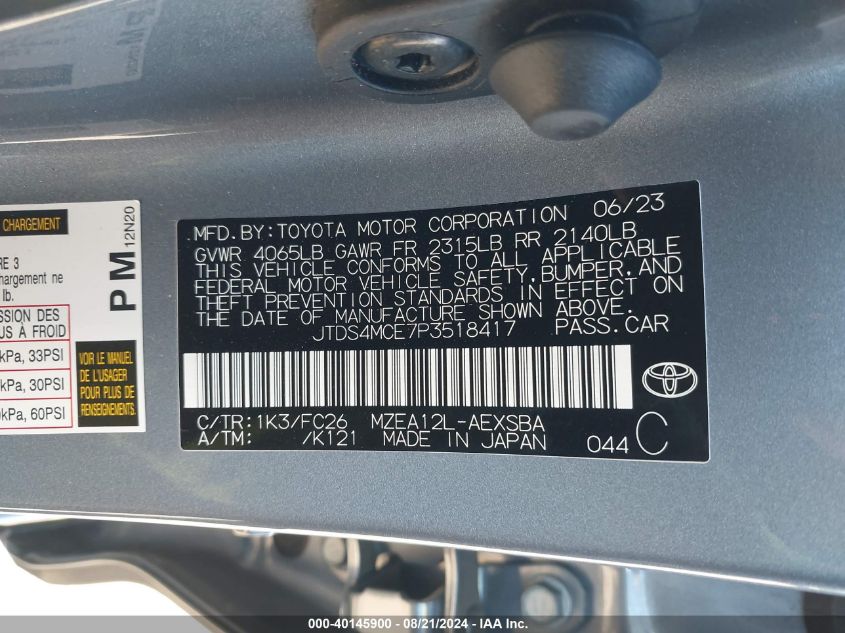 CHARGEMENT
RE 3
chargement ne
lb.
SSION DES
US À FROID
kPa, 33PSI
kPa, 30PSI
kPa, 60PSI
PM
12N20
VOIR LE MANUEL
DE L'USAGER
POUR PLUS DE
RENSEIGNEMENTS.
MFD.BY:TOYOTA MOTOR CORPORATION 06/23
GVWR 4065LB GAWR FR 2315LB RR 2140LB
THIS VEHICLE CONFORMS TO ALL APPLICABLE
FEDERAL MOTOR VEHICLE SAFETY,BUMPER,AND
THEFT PREVENTION STANDARDS IN EFFECT ON
THE DATE OF MANUFACTURE SHOWN ABOVE.
JTDS4MCE7P3518417 PASS.CAR
C/TR:1K3/FC26 MZEA12L-AEXSBA
A/TM: /K121 MADE IN JAPAN 044 C
000-40145900 - 08/21/2024 - IAA Inc.